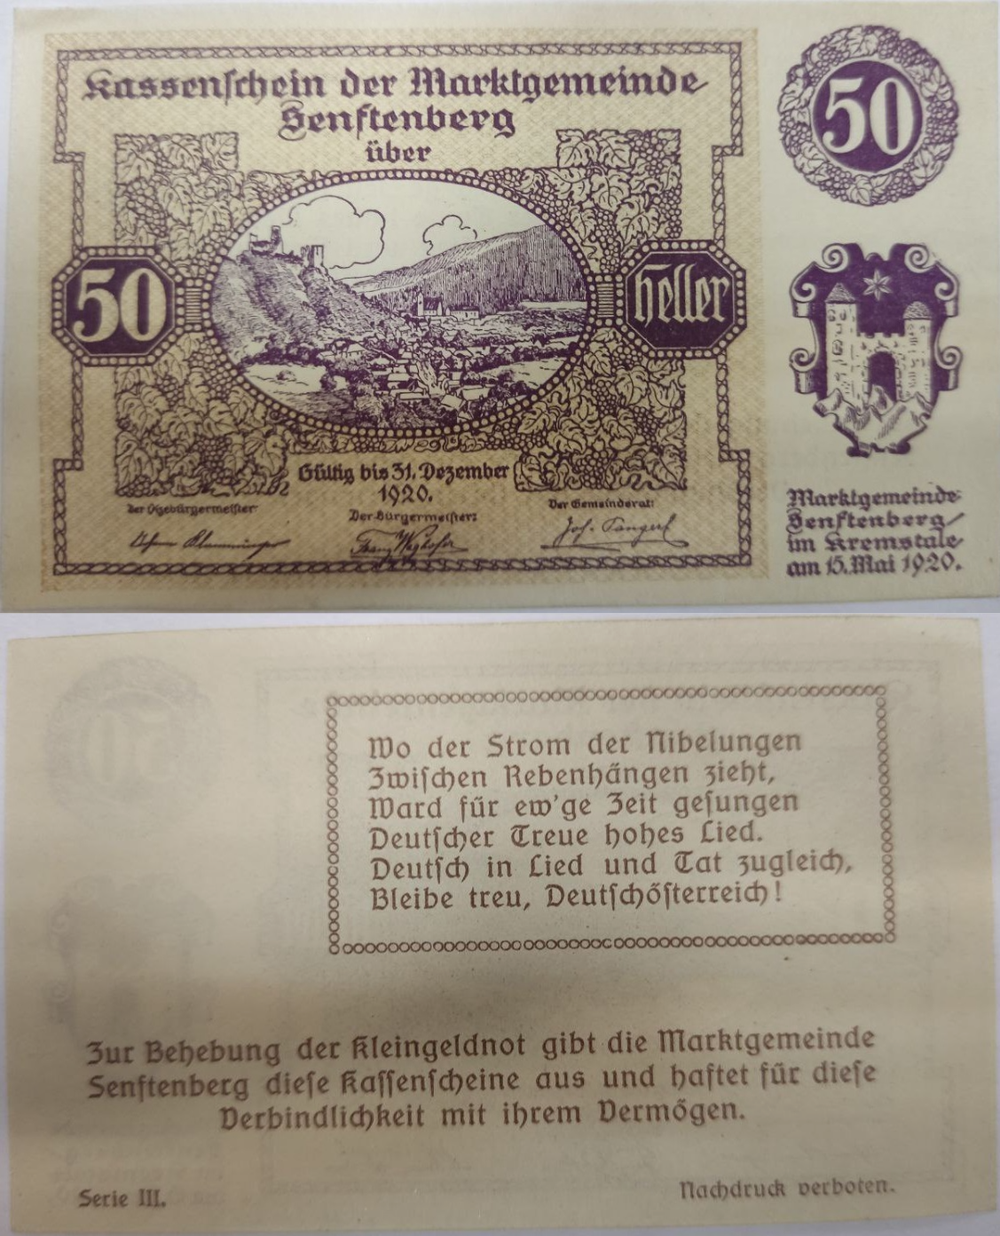 Kassenschein der Marktgemeinde
Senftenberg
über
50
Heller
Gültig bis 31. Dezember
1920.
Der Vizebürgermeister:
Der Bürgermeister:
Der Gemeinderat:
50
Marktgemeinde
Senftenberg
im Kremstale
am 15. Mai 1920.
Wo der Strom der Nibelungen
Zwischen Rebenhängen zieht,
Ward für ew'ge Zeit gesungen
Deutscher Treue hohes Lied.
Deutsch in Lied und Tat zugleich,
Bleibe treu, Deutschösterreich!
Zur Behebung der Kleingeldnot gibt die Marktgemeinde
Senftenberg diese Kassenscheine aus und haftet für diese
Verbindlichkeit mit ihrem Vermögen.
Serie III.
Nachdruck verboten.